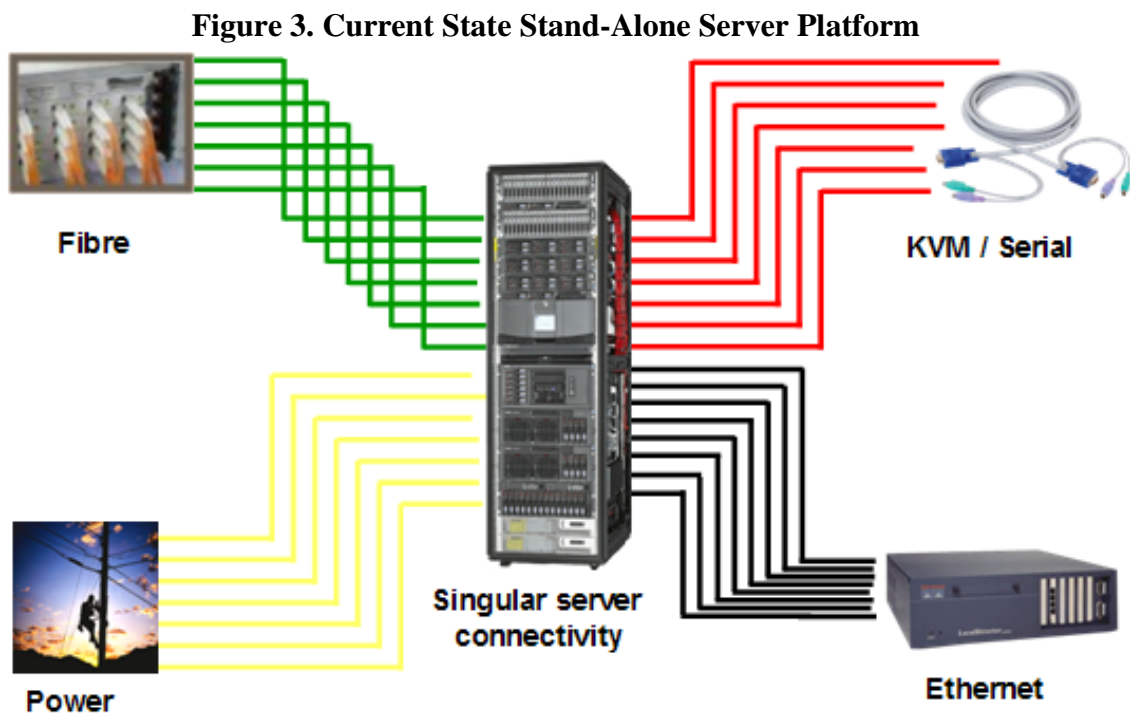 Figure 3. Current State Stand-Alone Server Platform
Fibre
KVM / Serial
Singular server
connectivity
Power
Ethernet